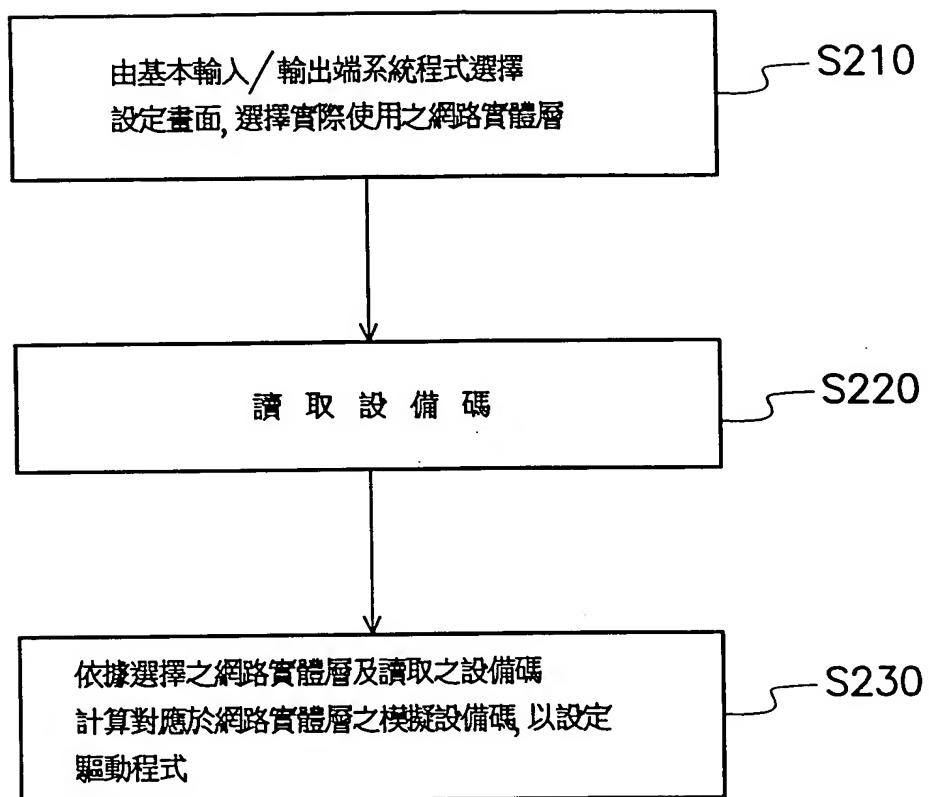 由基本輸入/輸出端系統程式選擇
設定畫面, 選擇實際使用之網路實體層
S210
讀取設備碼
S220
依據選擇之網路實體層及讀取之設備碼
計算對應於網路實體層之模擬設備碼, 以設定
驅動程式
S230